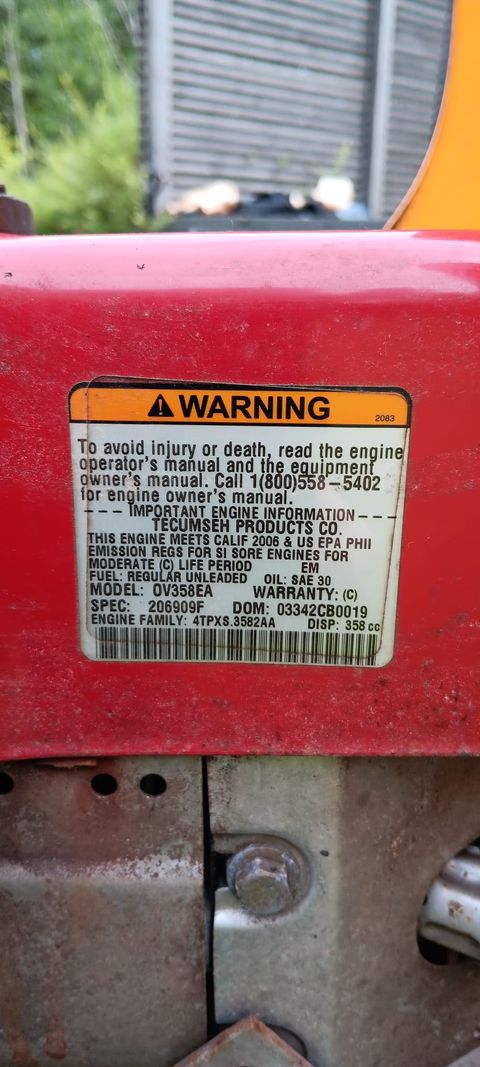 WARNING
2083
To avoid injury or death, read the engine
operator's manual and the equipment
owner's manual. Call 1(800)558-5402
for engine owner's manual.
--- IMPORTANT ENGINE INFORMATION ---
TECUMSEH PRODUCTS CO.
THIS ENGINE MEETS CALIF 2006 & US EPA PHII
EMISSION REGS FOR SI SORE ENGINES FOR
MODERATE (C) LIFE PERIOD EM
FUEL: REGULAR UNLEADED OIL: SAE 30
MODEL: OV358EA WARRANTY: (C)
SPEC: 206909F DOM: 03342CB0019
ENGINE FAMILY: 4TPXS.3582AA DISP: 358 cc